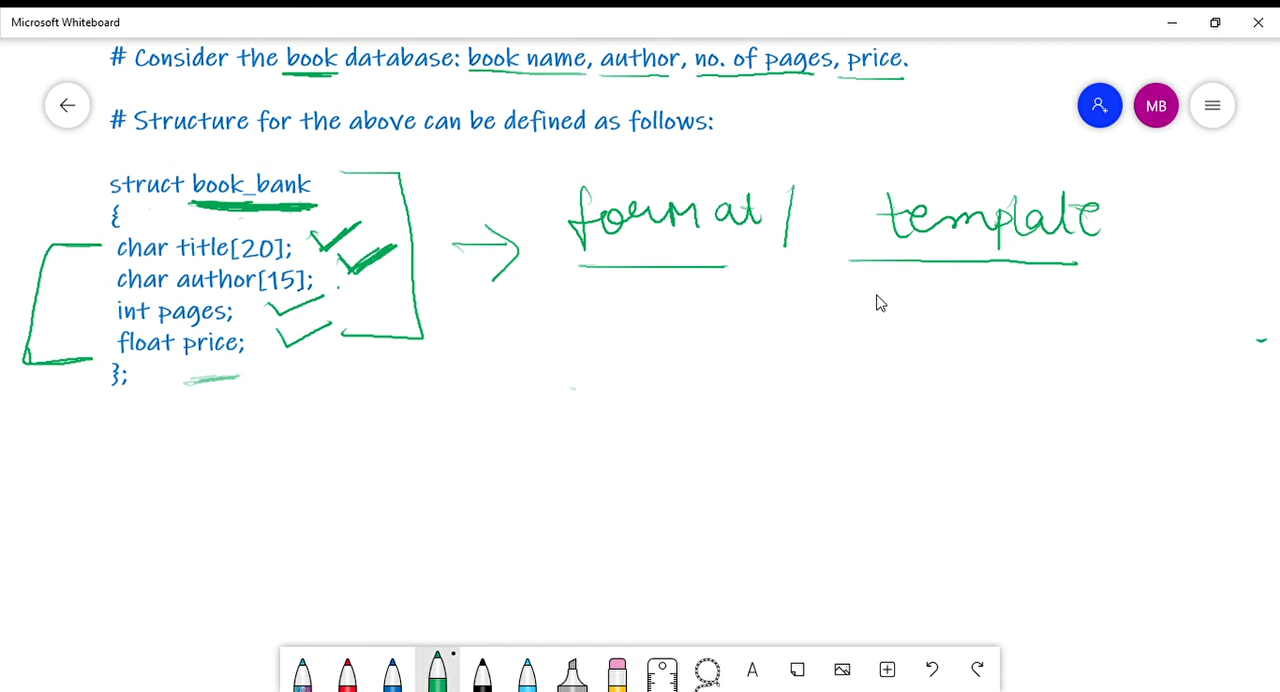 Microsoft Whiteboard
# Consider the book database: book name, author, no. of pages, price.
MB
# Structure for the above can be defined as follows:
struct book_bank
{
char title[20];
char author[15];
int pages;
float price;
};
format / template
A